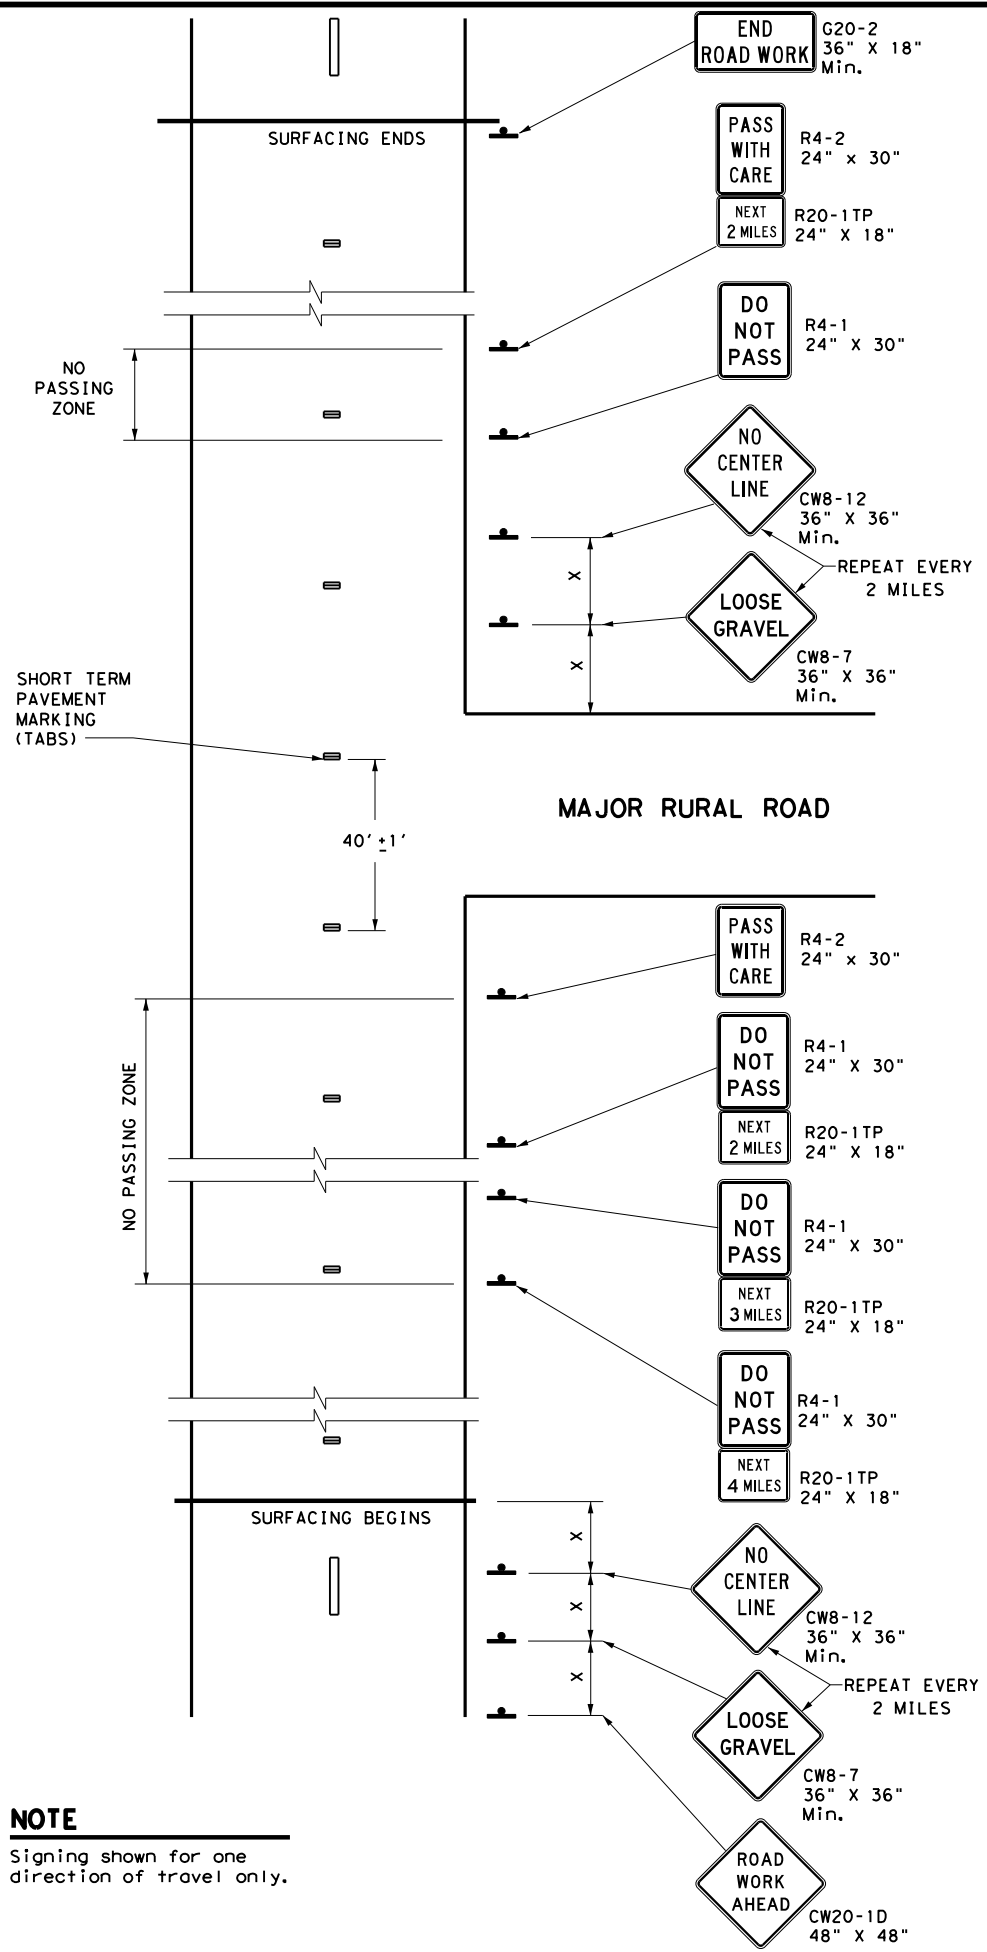 END
ROAD WORK
G20-2
36" X 18"
Min.
SURFACING ENDS
PASS
WITH
CARE
R4-2
24" x 30"
NEXT
2 MILES
R20-1TP
24" X 18"
DO
NOT
PASS
R4-1
24" X 30"
NO
PASSING
ZONE
NO
CENTER
LINE
CW8-12
36" X 36"
Min.
REPEAT EVERY
2 MILES
X
LOOSE
GRAVEL
CW8-7
36" X 36"
Min.
X
SHORT TERM
PAVEMENT
MARKING
(TABS)
40' ±1'
MAJOR RURAL ROAD
PASS
WITH
CARE
R4-2
24" x 30"
DO
NOT
PASS
R4-1
24" X 30"
NEXT
2 MILES
R20-1TP
24" X 18"
NO PASSING ZONE
DO
NOT
PASS
R4-1
24" X 30"
NEXT
3 MILES
R20-1TP
24" X 18"
DO
NOT
PASS
R4-1
24" X 30"
NEXT
4 MILES
R20-1TP
24" X 18"
SURFACING BEGINS
X
NO
CENTER
LINE
CW8-12
36" X 36"
Min.
X
REPEAT EVERY
2 MILES
X
LOOSE
GRAVEL
CW8-7
36" X 36"
Min.
ROAD
WORK
AHEAD
CW20-1D
48" X 48"
NOTE
Signing shown for one
direction of travel only.